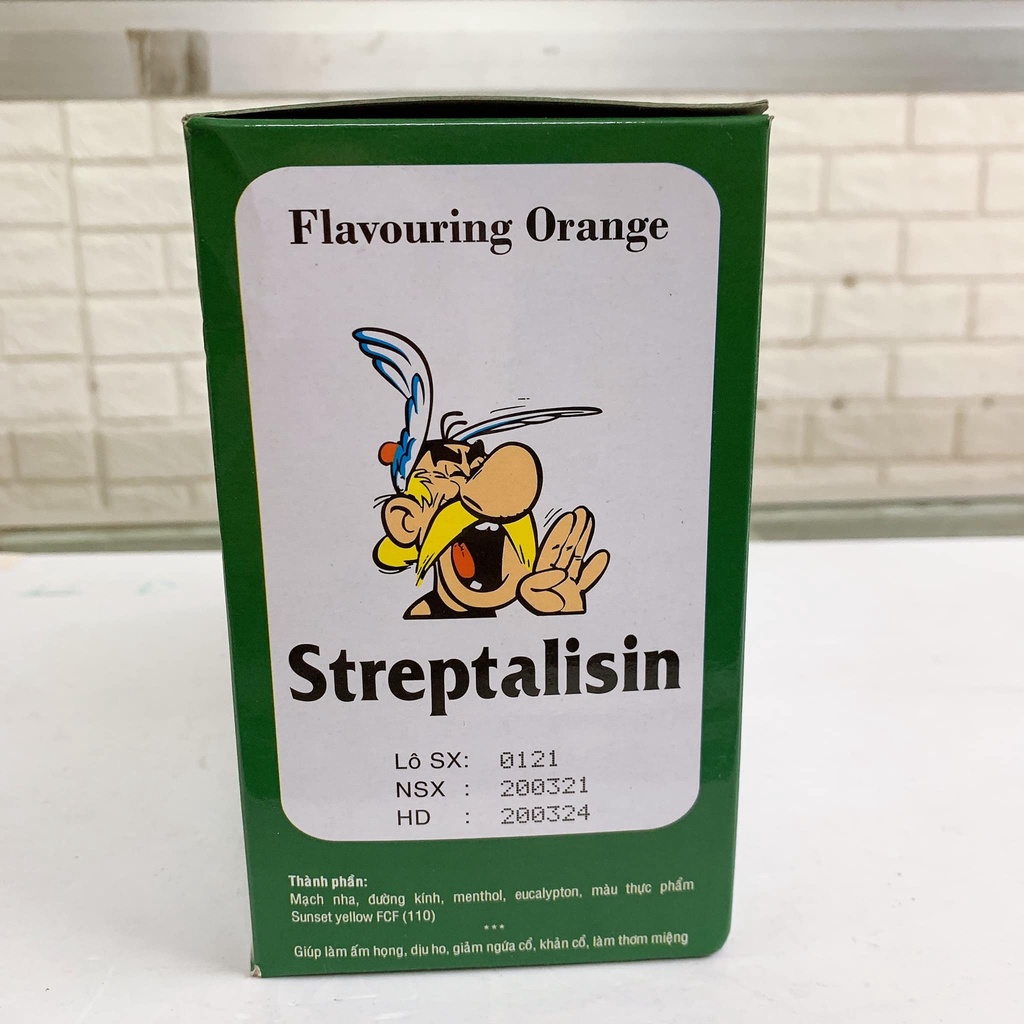 Flavouring Orange
Streptalisin
Lô SX: 0121
NSX : 200321
HD : 200324
Thành phần:
Mạch nha, đường kính, menthol, eucalypton, màu thực phẩm
Sunset yellow FCF (110)
***
Giúp làm ấm họng, dịu ho, giảm ngứa cổ, khản cổ, làm thơm miệng